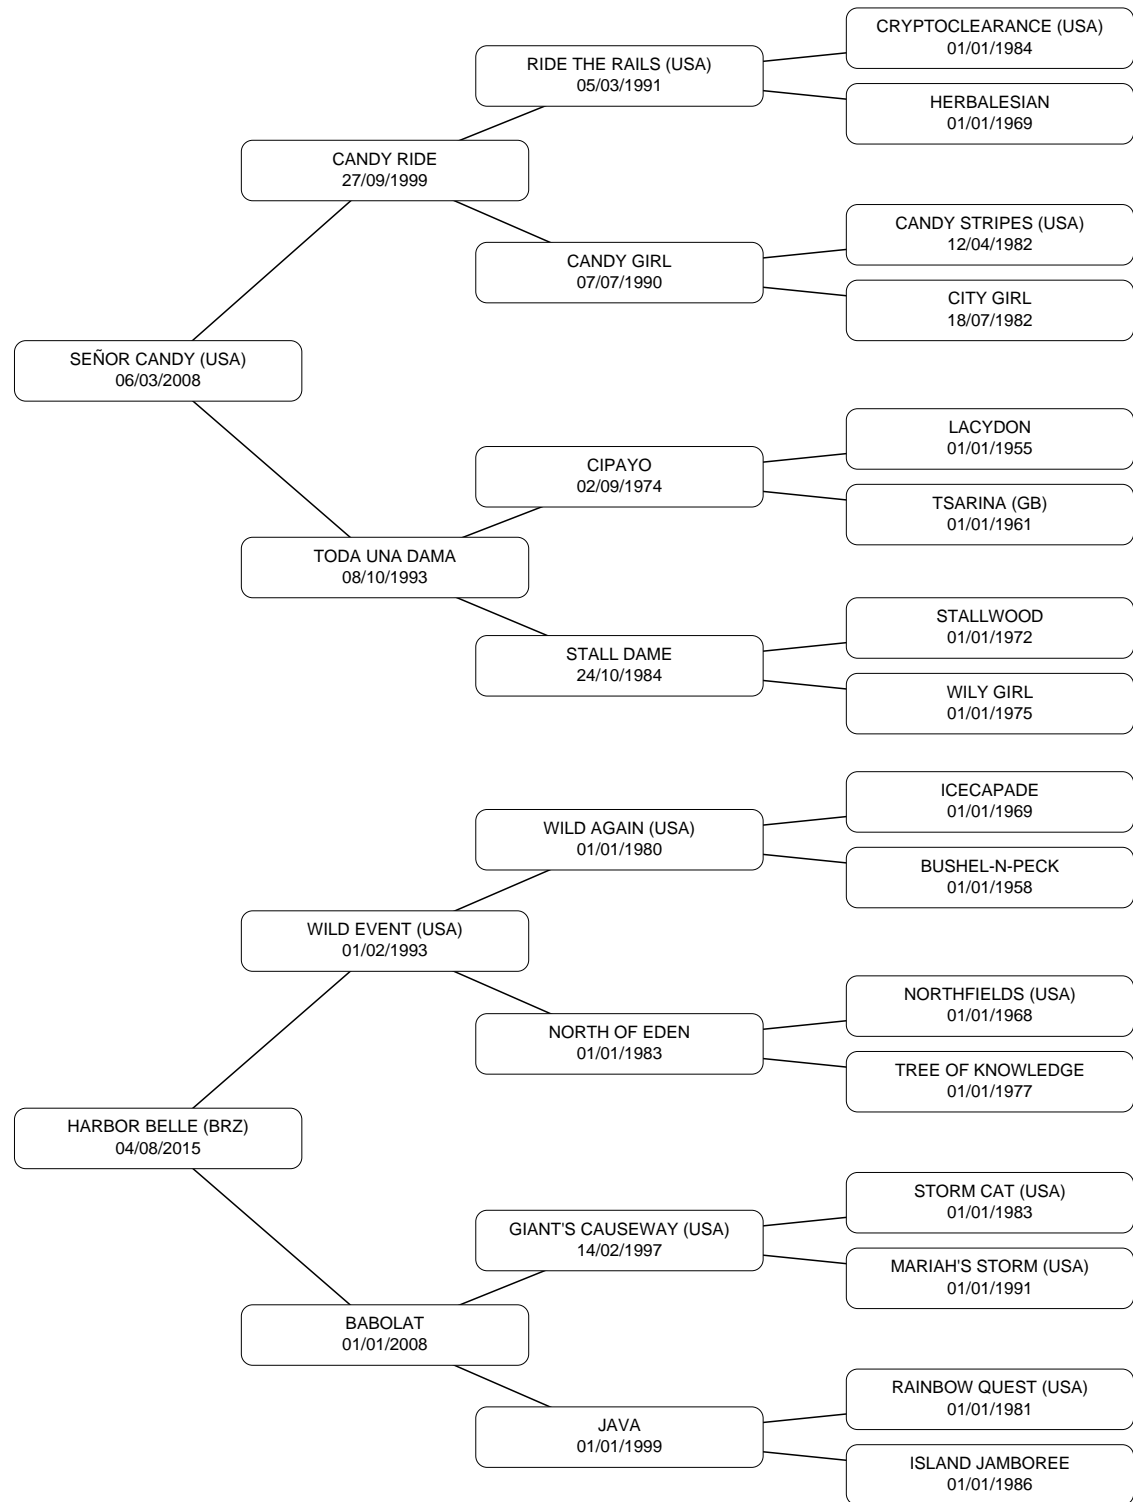 CRYPTOCLEARANCE (USA)
01/01/1984
RIDE THE RAILS (USA)
05/03/1991
HERBALESIAN
01/01/1969
CANDY RIDE
27/09/1999
CANDY STRIPES (USA)
12/04/1982
CANDY GIRL
07/07/1990
CITY GIRL
18/07/1982
SEÑOR CANDY (USA)
06/03/2008
LACYDON
01/01/1955
CIPAYO
02/09/1974
TSARINA (GB)
01/01/1961
TODA UNA DAMA
08/10/1993
STALLWOOD
01/01/1972
STALL DAME
24/10/1984
WILY GIRL
01/01/1975
ICECAPADE
01/01/1969
WILD AGAIN (USA)
01/01/1980
BUSHEL-N-PECK
01/01/1958
WILD EVENT (USA)
01/02/1993
NORTHFIELDS (USA)
01/01/1968
NORTH OF EDEN
01/01/1983
TREE OF KNOWLEDGE
01/01/1977
HARBOR BELLE (BRZ)
04/08/2015
STORM CAT (USA)
01/01/1983
GIANT'S CAUSEWAY (USA)
14/02/1997
MARIAH'S STORM (USA)
01/01/1991
BABOLAT
01/01/2008
RAINBOW QUEST (USA)
01/01/1981
JAVA
01/01/1999
ISLAND JAMBOREE
01/01/1986